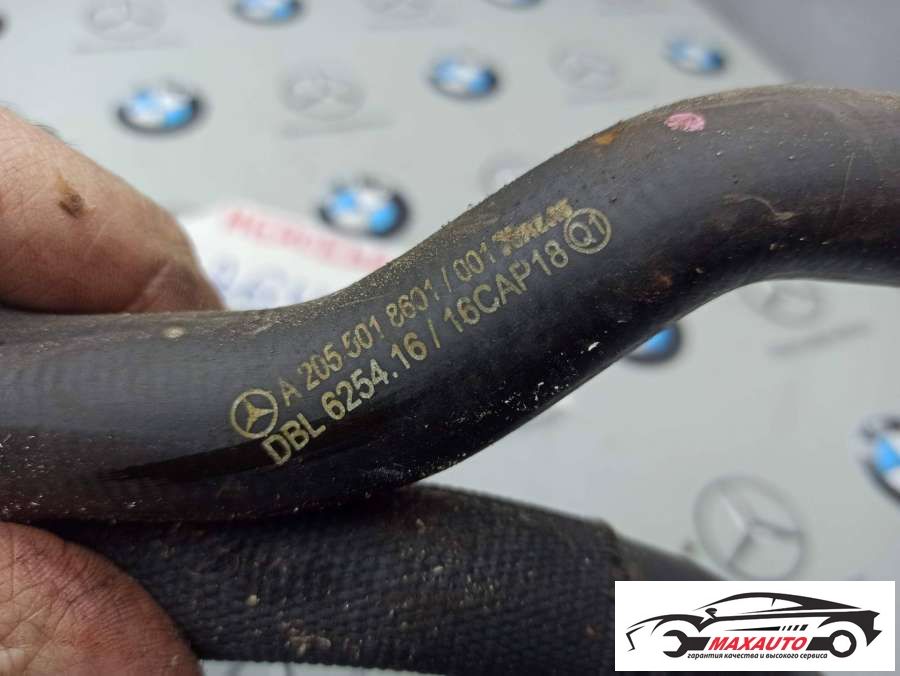 A 205 501 8601 / 001
DBL 6254.16 / 16CAP18 Q1
MAXAUTO
гарантия качества и высокого сервиса